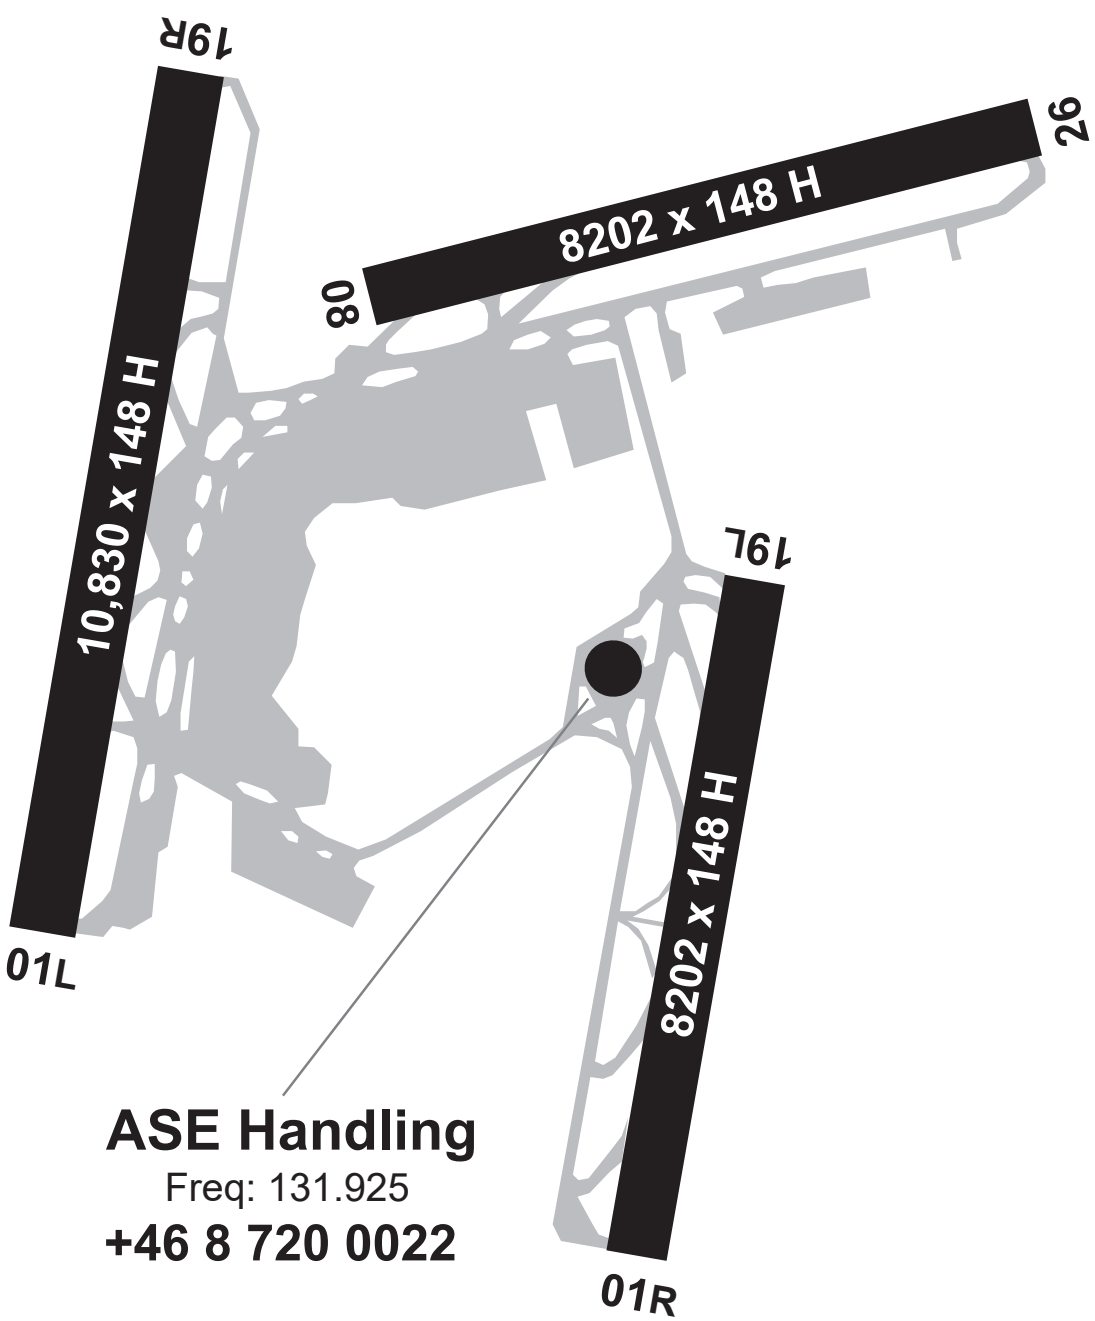 19R
26
8202 x 148 H
08
10,830 x 148 H
19L
8202 x 148 H
01L
ASE Handling
Freq: 131.925
+46 8 720 0022
01R